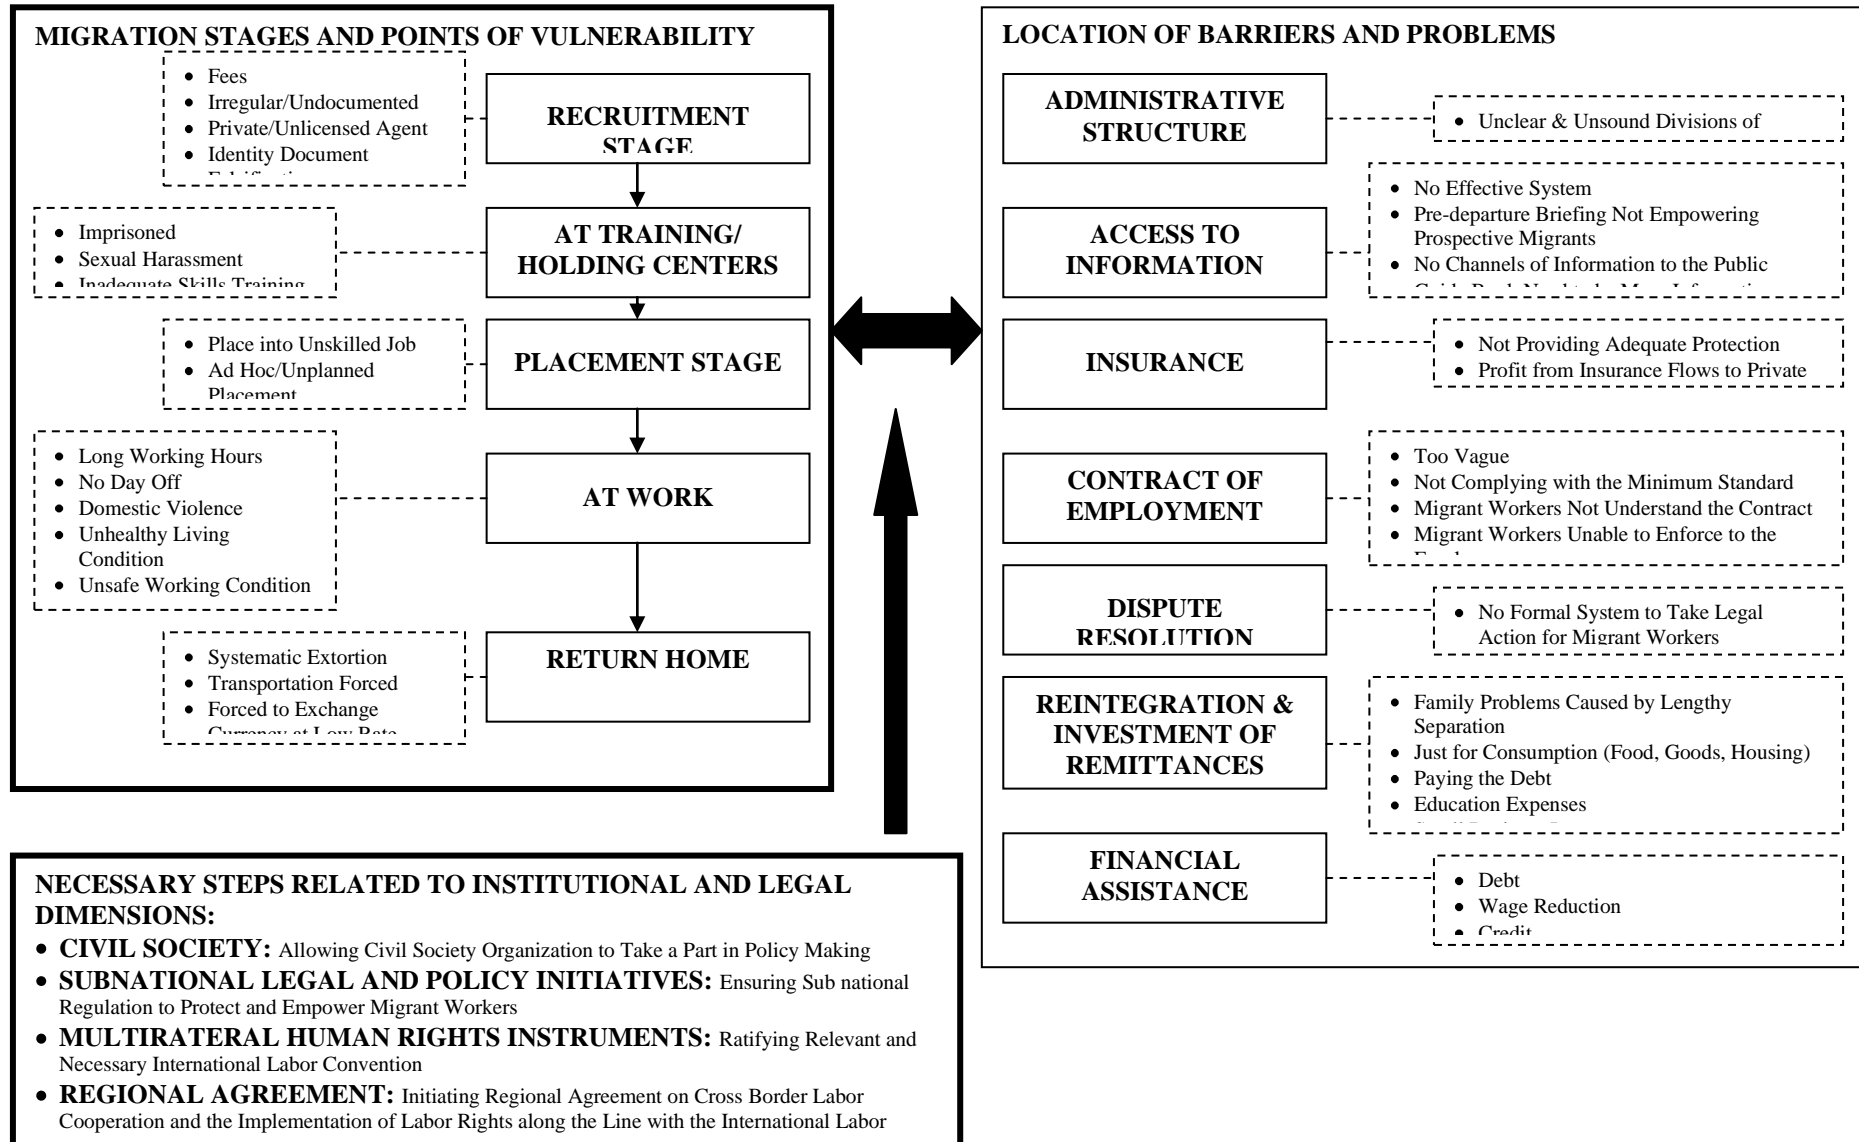 MIGRATION STAGES AND POINTS OF VULNERABILITY
• Fees
• Irregular/Undocumented
• Private/Unlicensed Agent
• Identity Document
RECRUITMENT
STAGE
• Imprisoned
• Sexual Harassment
• Inadequate Skills Training
AT TRAINING/
HOLDING CENTERS
• Place into Unskilled Job
• Ad Hoc/Unplanned
Placement
PLACEMENT STAGE
• Long Working Hours
• No Day Off
• Domestic Violence
• Unhealthy Living
Condition
• Unsafe Working Condition
AT WORK
• Systematic Extortion
• Transportation Forced
• Forced to Exchange
Currency at Low Rate
RETURN HOME
LOCATION OF BARRIERS AND PROBLEMS
ADMINISTRATIVE
STRUCTURE
• Unclear & Unsound Divisions of
ACCESS TO
INFORMATION
• No Effective System
• Pre-departure Briefing Not Empowering
Prospective Migrants
• No Channels of Information to the Public
INSURANCE
• Not Providing Adequate Protection
• Profit from Insurance Flows to Private
CONTRACT OF
EMPLOYMENT
• Too Vague
• Not Complying with the Minimum Standard
• Migrant Workers Not Understand the Contract
• Migrant Workers Unable to Enforce to the
DISPUTE
RESOLUTION
• No Formal System to Take Legal
Action for Migrant Workers
REINTEGRATION &
INVESTMENT OF
REMITTANCES
• Family Problems Caused by Lengthy
Separation
• Just for Consumption (Food, Goods, Housing)
• Paying the Debt
• Education Expenses
FINANCIAL
ASSISTANCE
• Debt
• Wage Reduction
• Credit
NECESSARY STEPS RELATED TO INSTITUTIONAL AND LEGAL
DIMENSIONS:
• CIVIL SOCIETY: Allowing Civil Society Organization to Take a Part in Policy Making
• SUBNATIONAL LEGAL AND POLICY INITIATIVES: Ensuring Sub national
Regulation to Protect and Empower Migrant Workers
• MULTIRATERAL HUMAN RIGHTS INSTRUMENTS: Ratifying Relevant and
Necessary International Labor Convention
• REGIONAL AGREEMENT: Initiating Regional Agreement on Cross Border Labor
Cooperation and the Implementation of Labor Rights along the Line with the International Labor